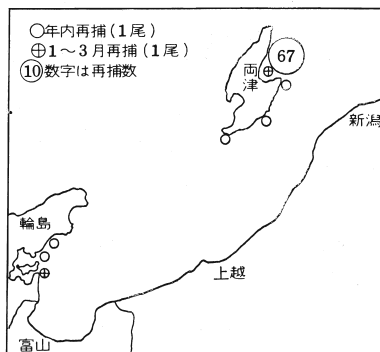 ○年内再捕(1尾)
⊕1〜3月再捕(1尾)
⑩数字は再捕数
67
両津
新潟
輪島
上越
富山